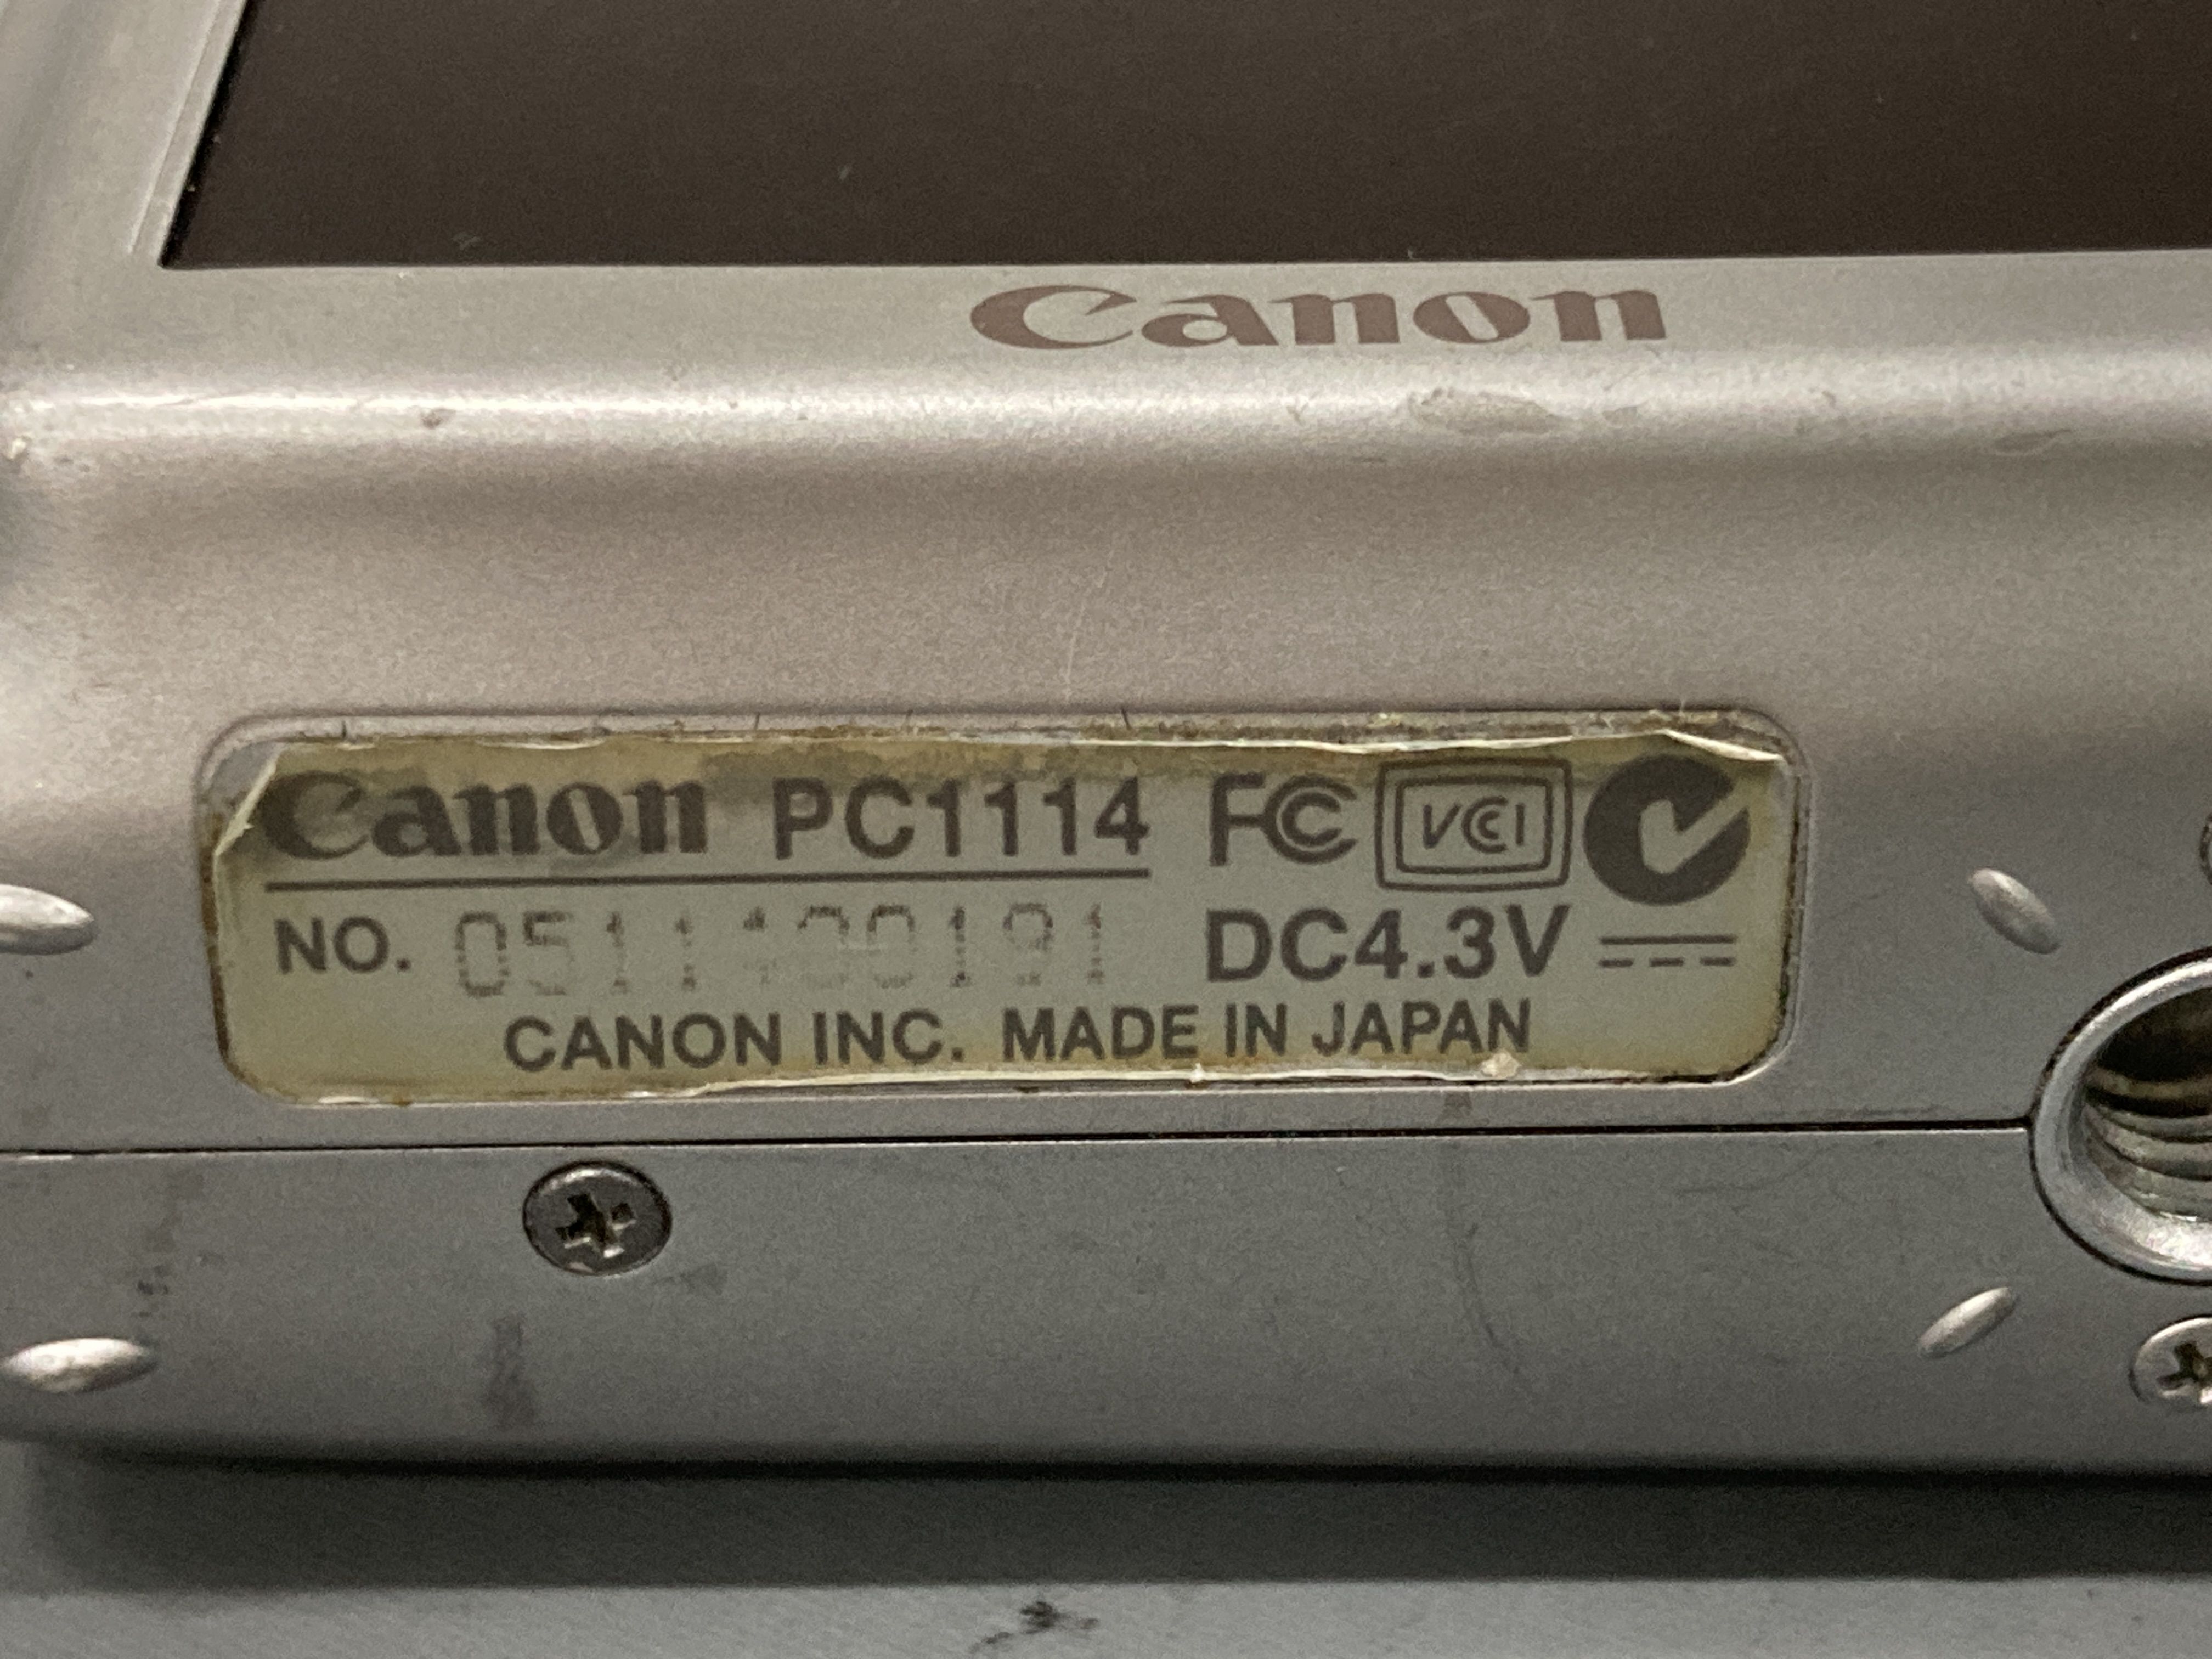 Canon
Canon PC1114 FC VCCI
NO. DC4.3V
CANON INC. MADE IN JAPAN